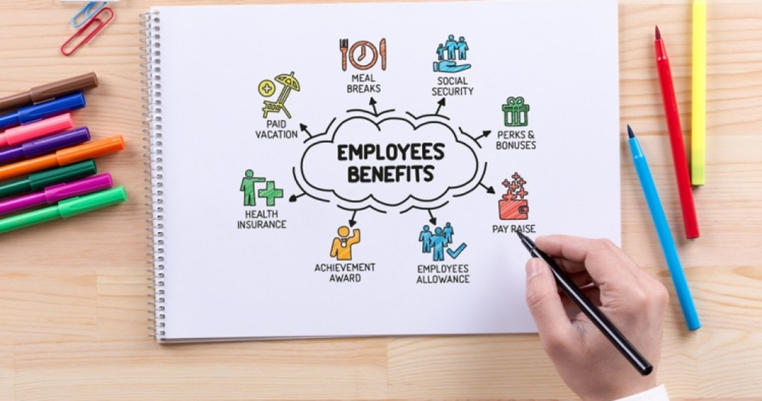 EMPLOYEES
BENEFITS
MEAL
BREAKS
SOCIAL
SECURITY
PERKS &
BONUSES
PAY RAISE
EMPLOYEES
ALLOWANCE
ACHIEVEMENT
AWARD
HEALTH
INSURANCE
PAID
VACATION